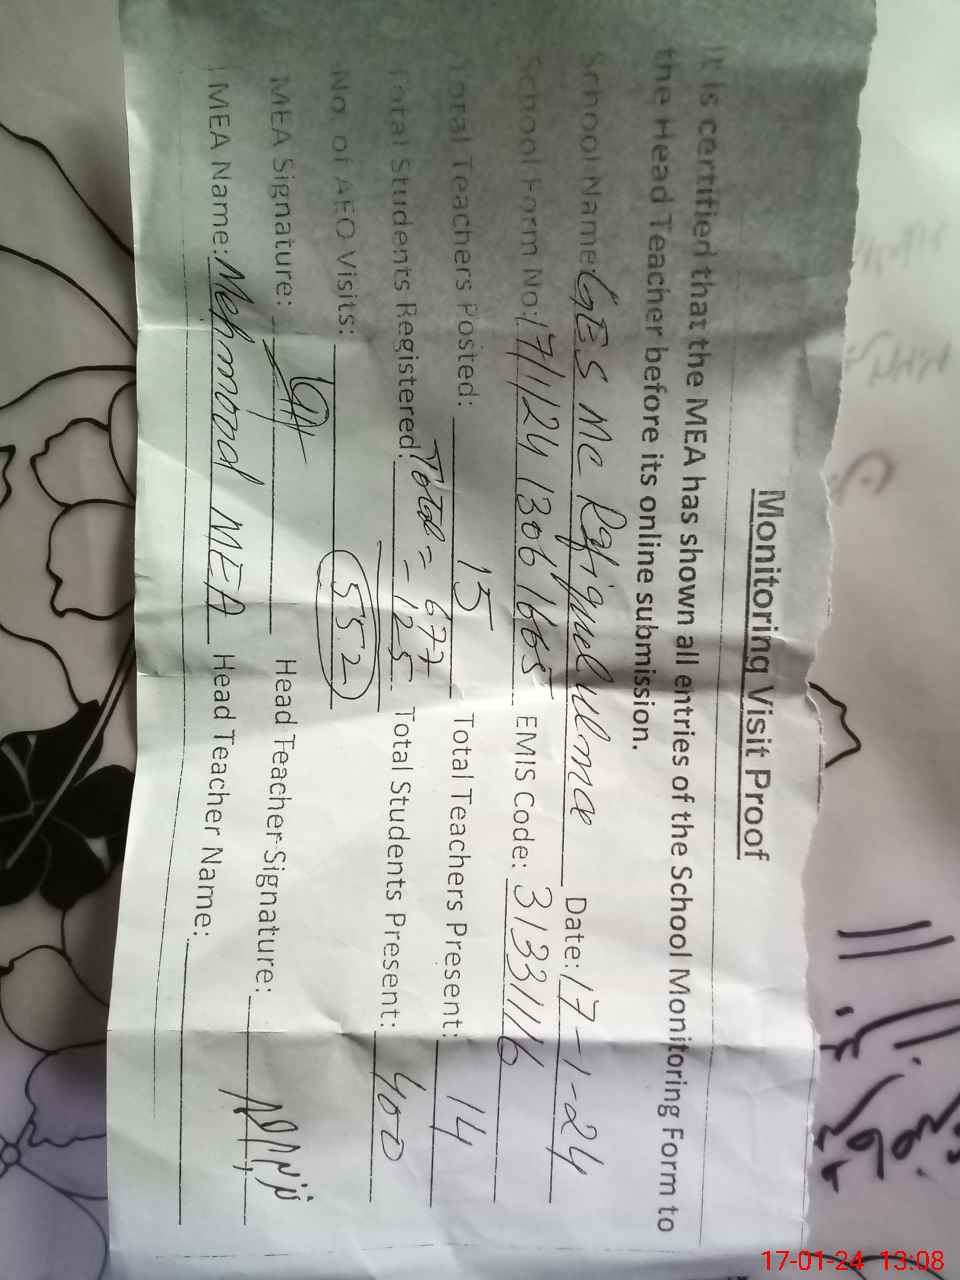 Monitoring Visit Proof
It is certified that the MEA has shown all entries of the School Monitoring Form to
the Head Teacher before its online submission.
School Name: GES MC Rafiqueulmae Date: 17-1-24
School Form No: 17/1/24 1306 1665 EMIS Code: 31331116
Total Teachers Posted: 15 Total Teachers Present: 14
Total Students Registered: Total = 677 - 125 Total Students Present: 400
No. of AEO Visits: 552
MEA Signature: Head Teacher Signature:
MEA Name: Mehmood MEA Head Teacher Name:
17-01-24 13:08